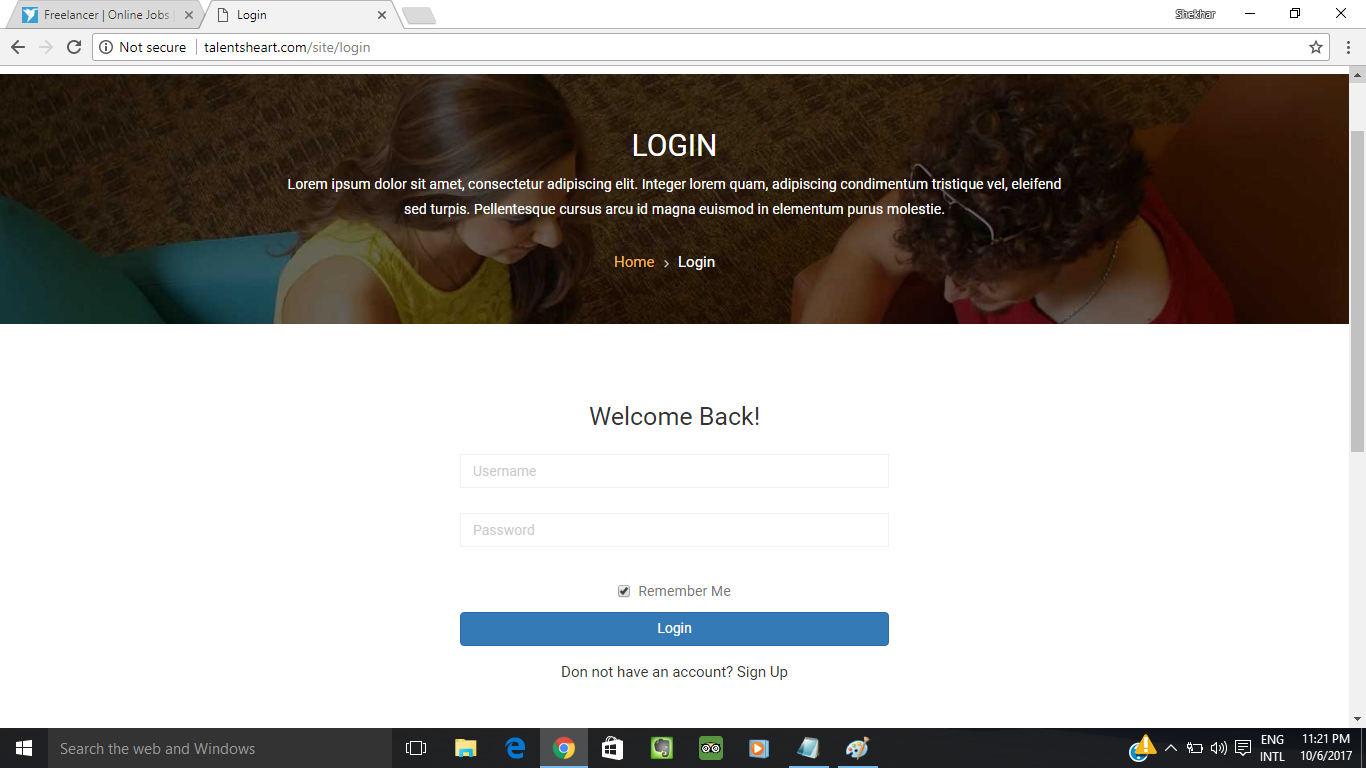 Freelancer | Online Jobs |
Login
Shekhar
Not secure
talentsheart.com/site/login
LOGIN
Lorem ipsum dolor sit amet, consectetur adipiscing elit. Integer lorem quam, adipiscing condimentum tristique vel, eleifend
sed turpis. Pellentesque cursus arcu id magna euismod in elementum purus molestie.
Home › Login
Welcome Back!
Username
Password
Remember Me
Login
Don not have an account? Sign Up
Search the web and Windows
ENG
INTL
11:21 PM
10/6/2017